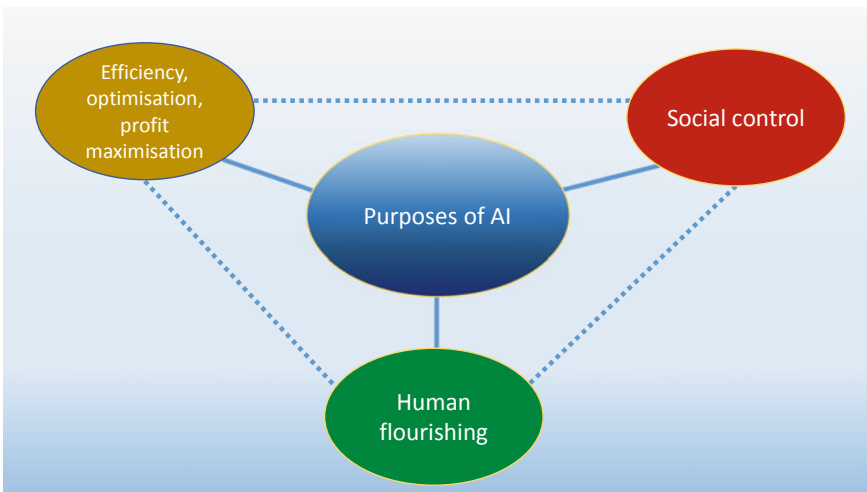 Efficiency,
optimisation,
profit
maximisation
Social control
Purposes of AI
Human
flourishing